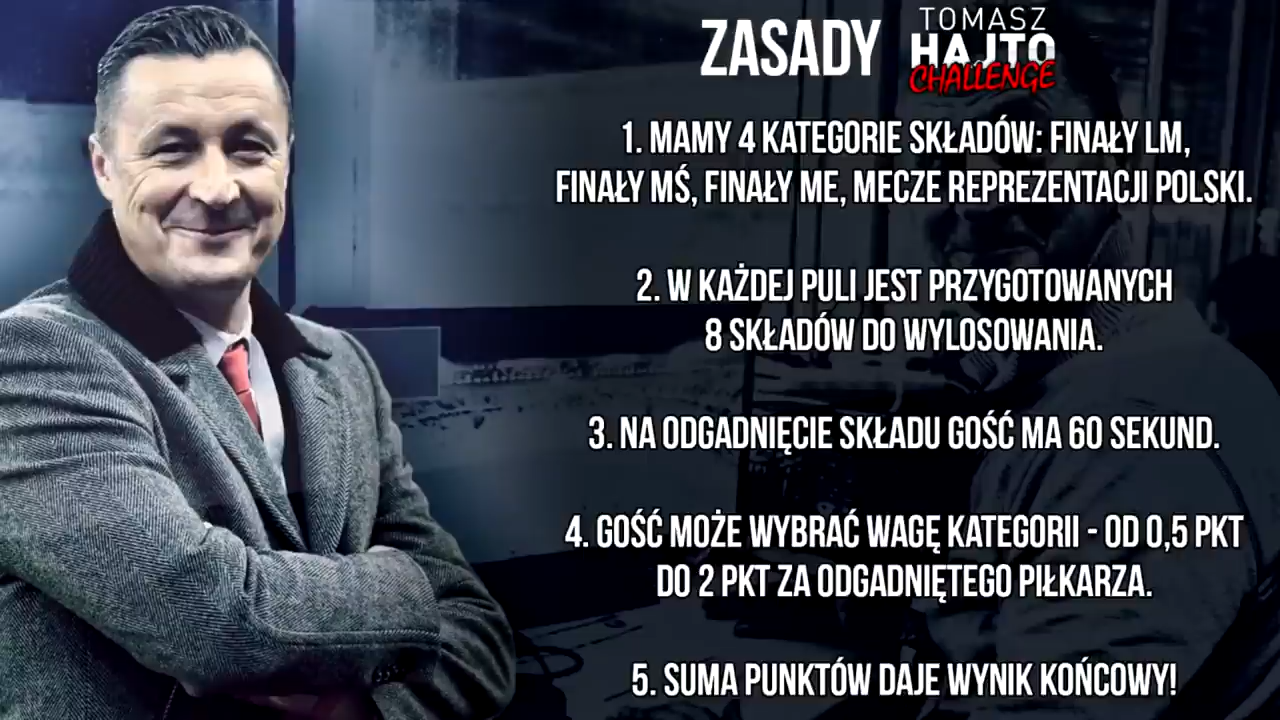 ZASADY
TOMASZ
HAJTO
CHALLENGE
1. MAMY 4 KATEGORIE SKŁADÓW: FINAŁY LM,
FINAŁY MŚ, FINAŁY ME, MECZE REPREZENTACJI POLSKI.
2. W KAŻDEJ PULI JEST PRZYGOTOWANYCH
8 SKŁADÓW DO WYLOSOWANIA.
3. NA ODGADNIĘCIE SKŁADU GOŚĆ MA 60 SEKUND.
4. GOŚĆ MOŻE WYBRAĆ WAGĘ KATEGORII - OD 0,5 PKT
DO 2 PKT ZA ODGADNIĘTEGO PIŁKARZA.
5. SUMA PUNKTÓW DAJE WYNIK KOŃCOWY!